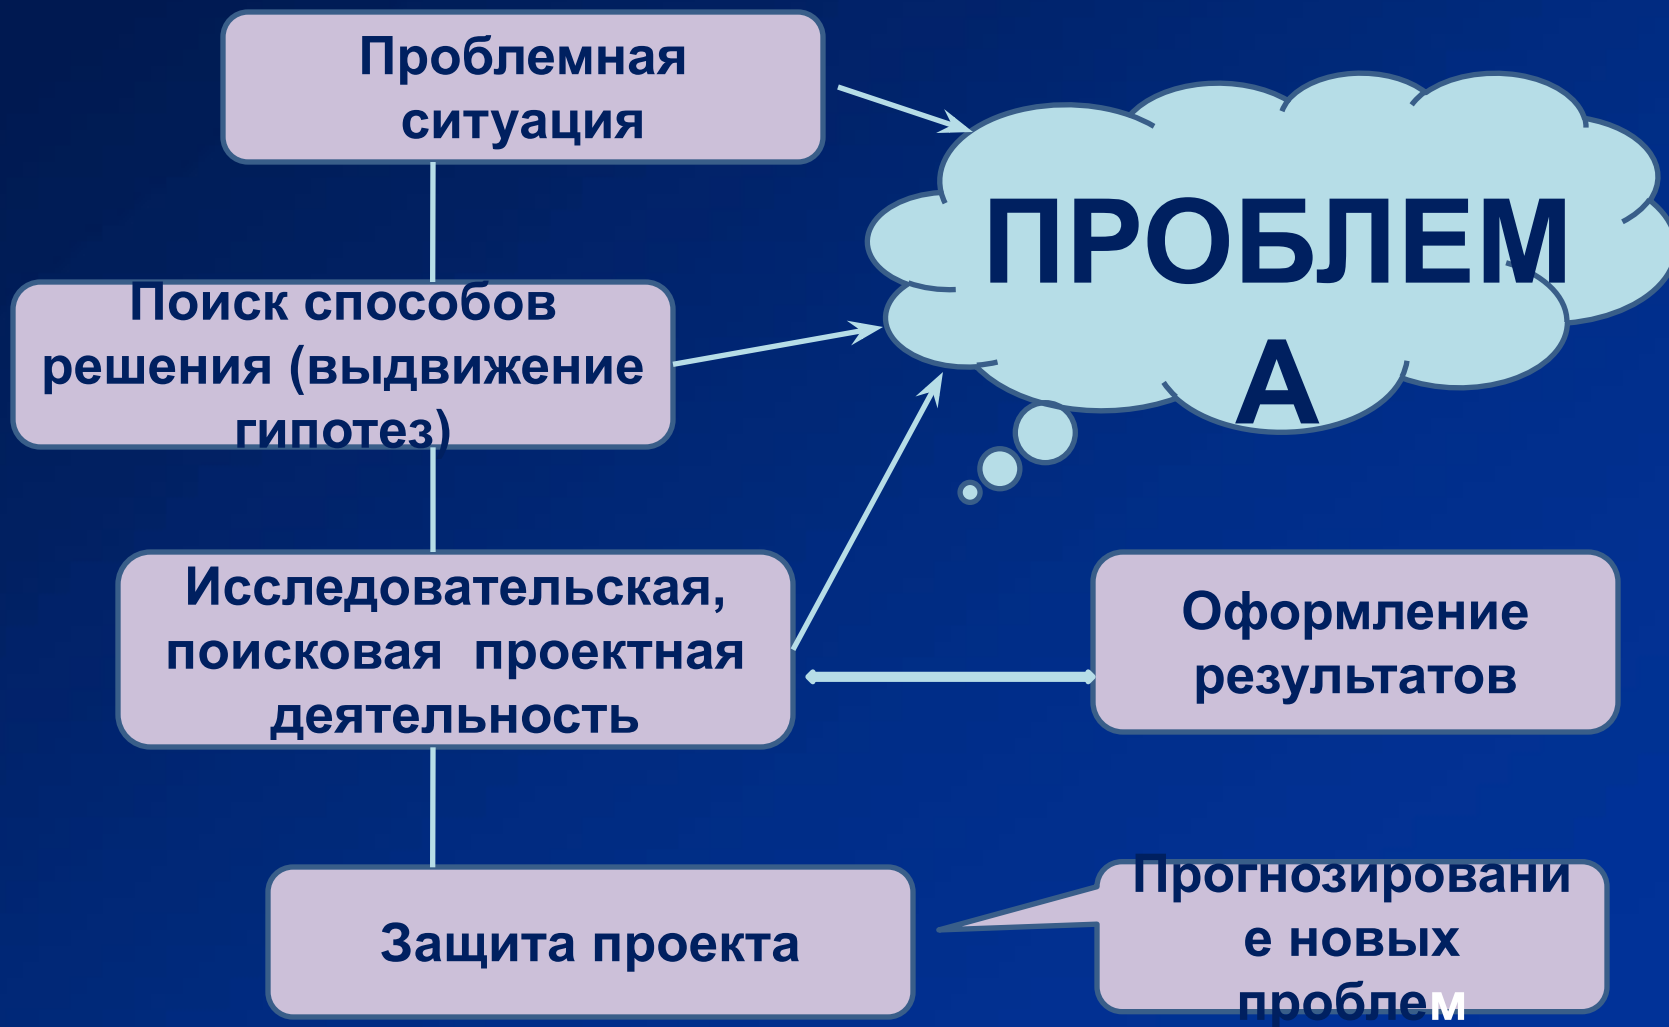 Проблемная
ситуация
ПРОБЛЕМ
А
Поиск способов
решения (выдвижение
гипотез)
Исследовательская,
поисковая проектная
деятельность
Оформление
результатов
Защита проекта
Прогнозировани
е новых
проблем